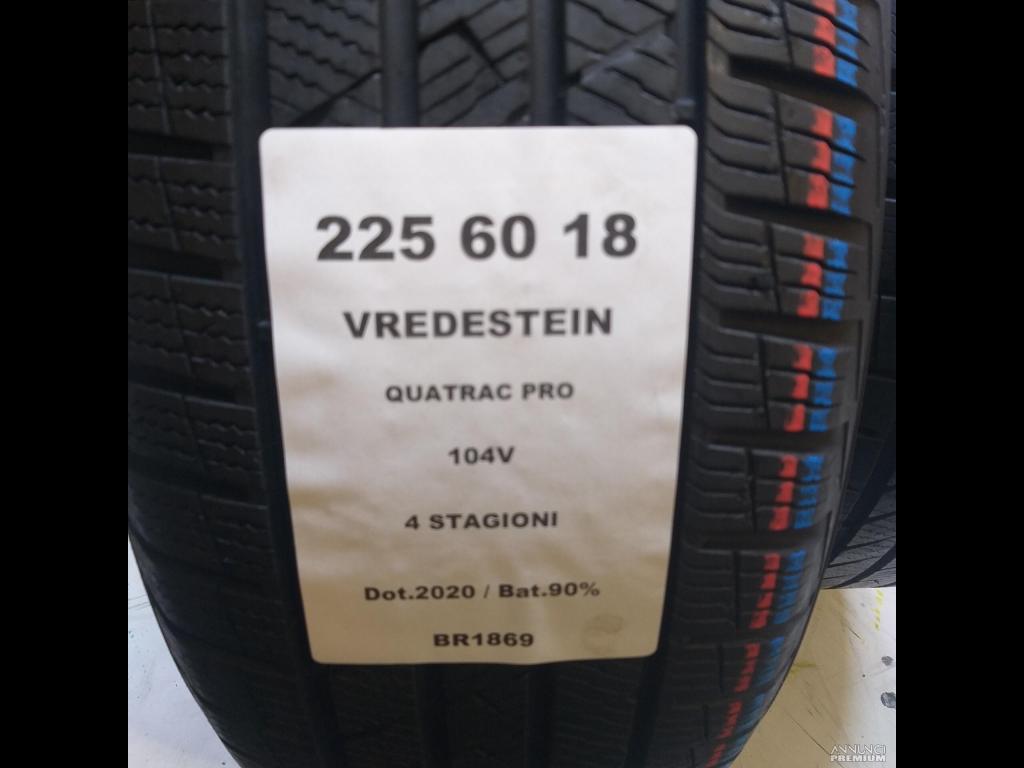 225 60 18
VREDESTEIN
QUATRAC PRO
104V
4 STAGIONI
Dot.2020 / Bat.90%
BR1869
ANNUNCI
PREMIUM